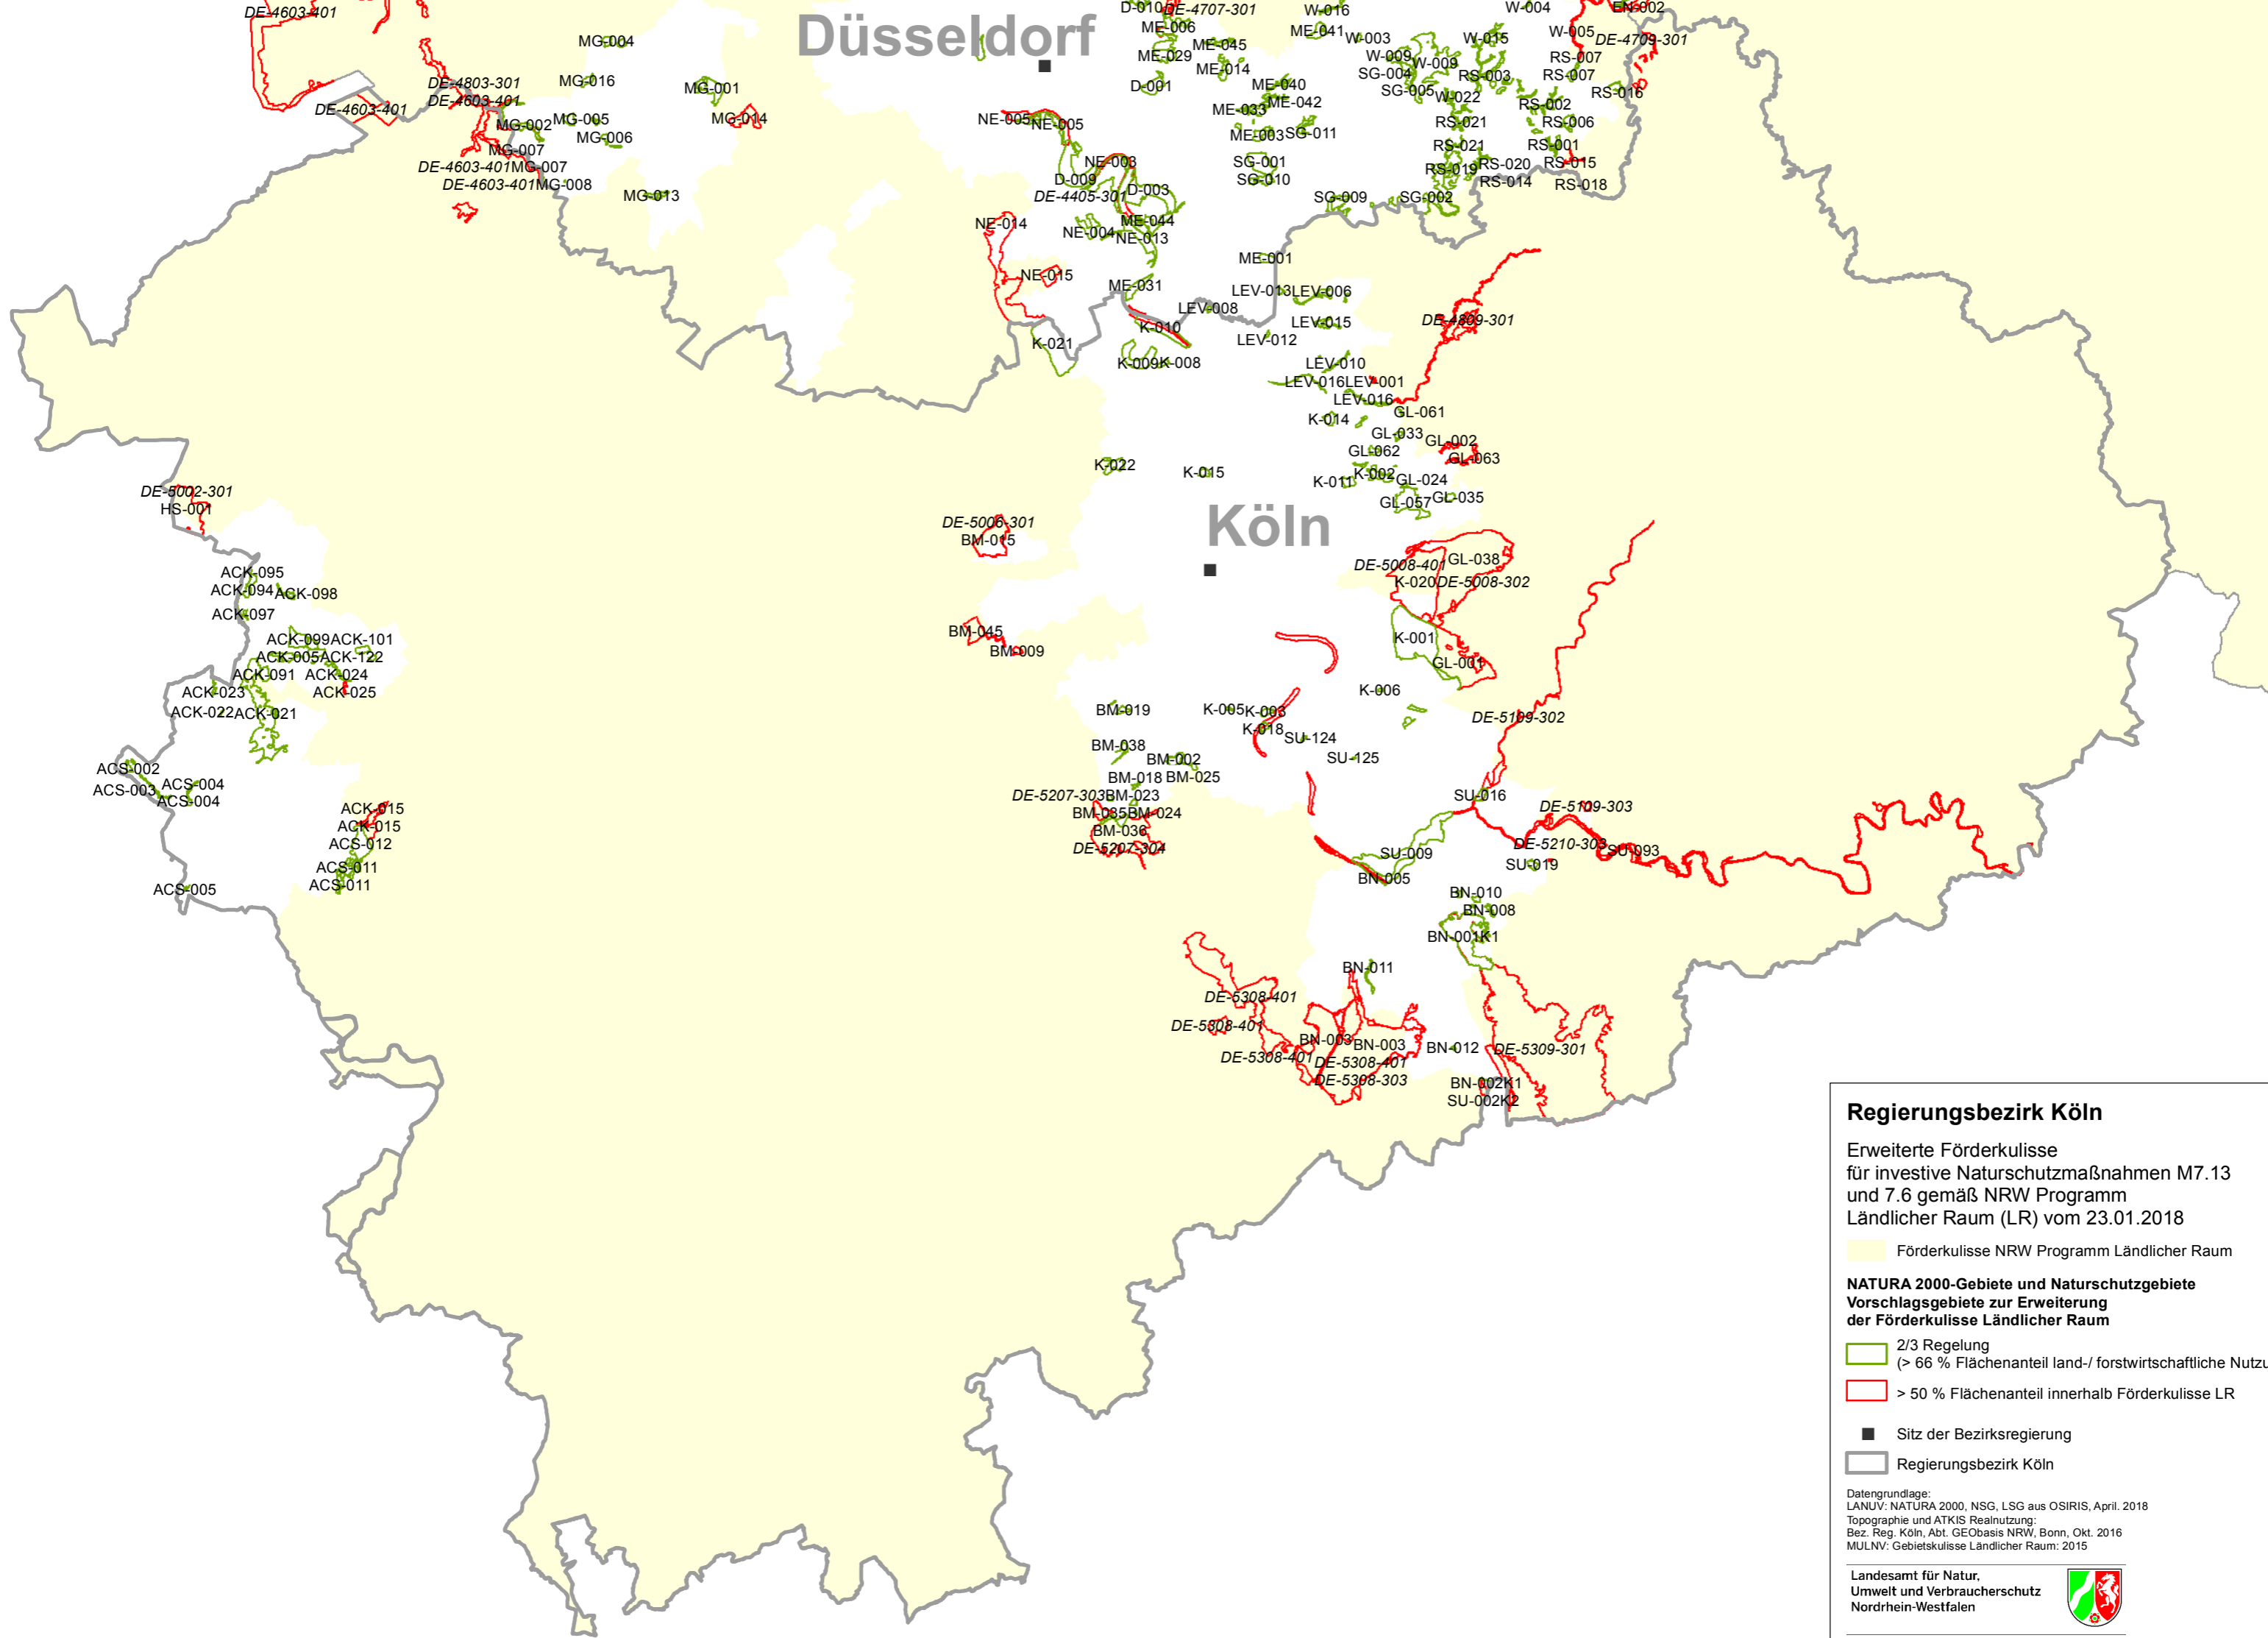 DE-4603-401
D-010
DE-4707-301
W-016
W-004
EN-002
Düsseldorf
MG-004
ME-006
ME-041
W-003
W-015
W-005
DE-4709-301
ME-045
ME-029
W-009
W-009
RS-007
DE-4803-301
MG-016
MG-001
ME-014
SG-004
RS-003
RS-007
D-001
ME-040
SG-005
RS-016
DE-4603-401
DE-4603-401
W-022
ME-042
RS-002
ME-033
MG-002
MG-005
MG-014
NE-005
NE-005
RS-021
RS-006
MG-006
ME-003
SG-011
MG-007
RS-021
RS-001
DE-4603-401
MG-007
NE-003
SG-001
RS-019
RS-020
RS-015
DE-4603-401
MG-008
D-009
SG-010
RS-014
RS-018
MG-013
DE-4405-301
D-003
SG-009
SG-002
NE-014
NE-004
ME-044
NE-013
ME-001
NE-015
ME-031
LEV-013
LEV-006
LEV-008
K-010
LEV-015
DE-4809-301
K-021
LEV-012
K-009
K-008
LEV-010
LEV-016
LEV-001
LEV-016
K-014
GL-061
GL-033
GL-002
GL-062
GL-063
K-022
K-015
K-011
K-002
GL-024
DE-5002-301
HS-001
GL-057
GL-035
DE-5006-301
BM-015
Köln
DE-5008-401
GL-038
ACK-095
K-020
DE-5008-302
ACK-094
ACK-098
ACK-097
BM-045
K-001
ACK-099
ACK-101
BM-009
ACK-005
ACK-122
GL-001
ACK-091
ACK-024
ACK-023
ACK-025
K-006
ACK-022
ACK-021
BM-019
K-005
K-003
DE-5109-302
K-018
SU-124
BM-038
BM-002
SU-125
ACS-002
BM-018
BM-025
ACS-003
ACS-004
ACS-004
DE-5207-303
BM-023
SU-016
DE-5109-303
ACK-015
BM-035
BM-024
ACK-015
BM-036
ACS-012
DE-5207-304
SU-009
DE-5210-303
SU-093
ACS-011
SU-019
ACS-011
BN-005
ACS-005
BN-010
BN-008
BN-001K1
BN-011
DE-5308-401
DE-5308-401
BN-003
BN-003
BN-012
DE-5309-301
DE-5308-401
DE-5308-401
DE-5308-303
BN-002K1
SU-002K2
Regierungsbezirk Köln
Erweiterte Förderkulisse
für investive Naturschutzmaßnahmen M7.13
und 7.6 gemäß NRW Programm
Ländlicher Raum (LR) vom 23.01.2018
Förderkulisse NRW Programm Ländlicher Raum
NATURA 2000-Gebiete und Naturschutzgebiete
Vorschlagsgebiete zur Erweiterung
der Förderkulisse Ländlicher Raum
2/3 Regelung
(> 66 % Flächenanteil land-/ forstwirtschaftliche Nutzu
> 50 % Flächenanteil innerhalb Förderkulisse LR
Sitz der Bezirksregierung
Regierungsbezirk Köln
Datengrundlage:
LANUV: NATURA 2000, NSG, LSG aus OSIRIS, April. 2018
Topographie und ATKIS Realnutzung:
Bez. Reg. Köln, Abt. GEObasis NRW, Bonn, Okt. 2016
MULNV: Gebietskulisse Ländlicher Raum: 2015
Landesamt für Natur,
Umwelt und Verbraucherschutz
Nordrhein-Westfalen